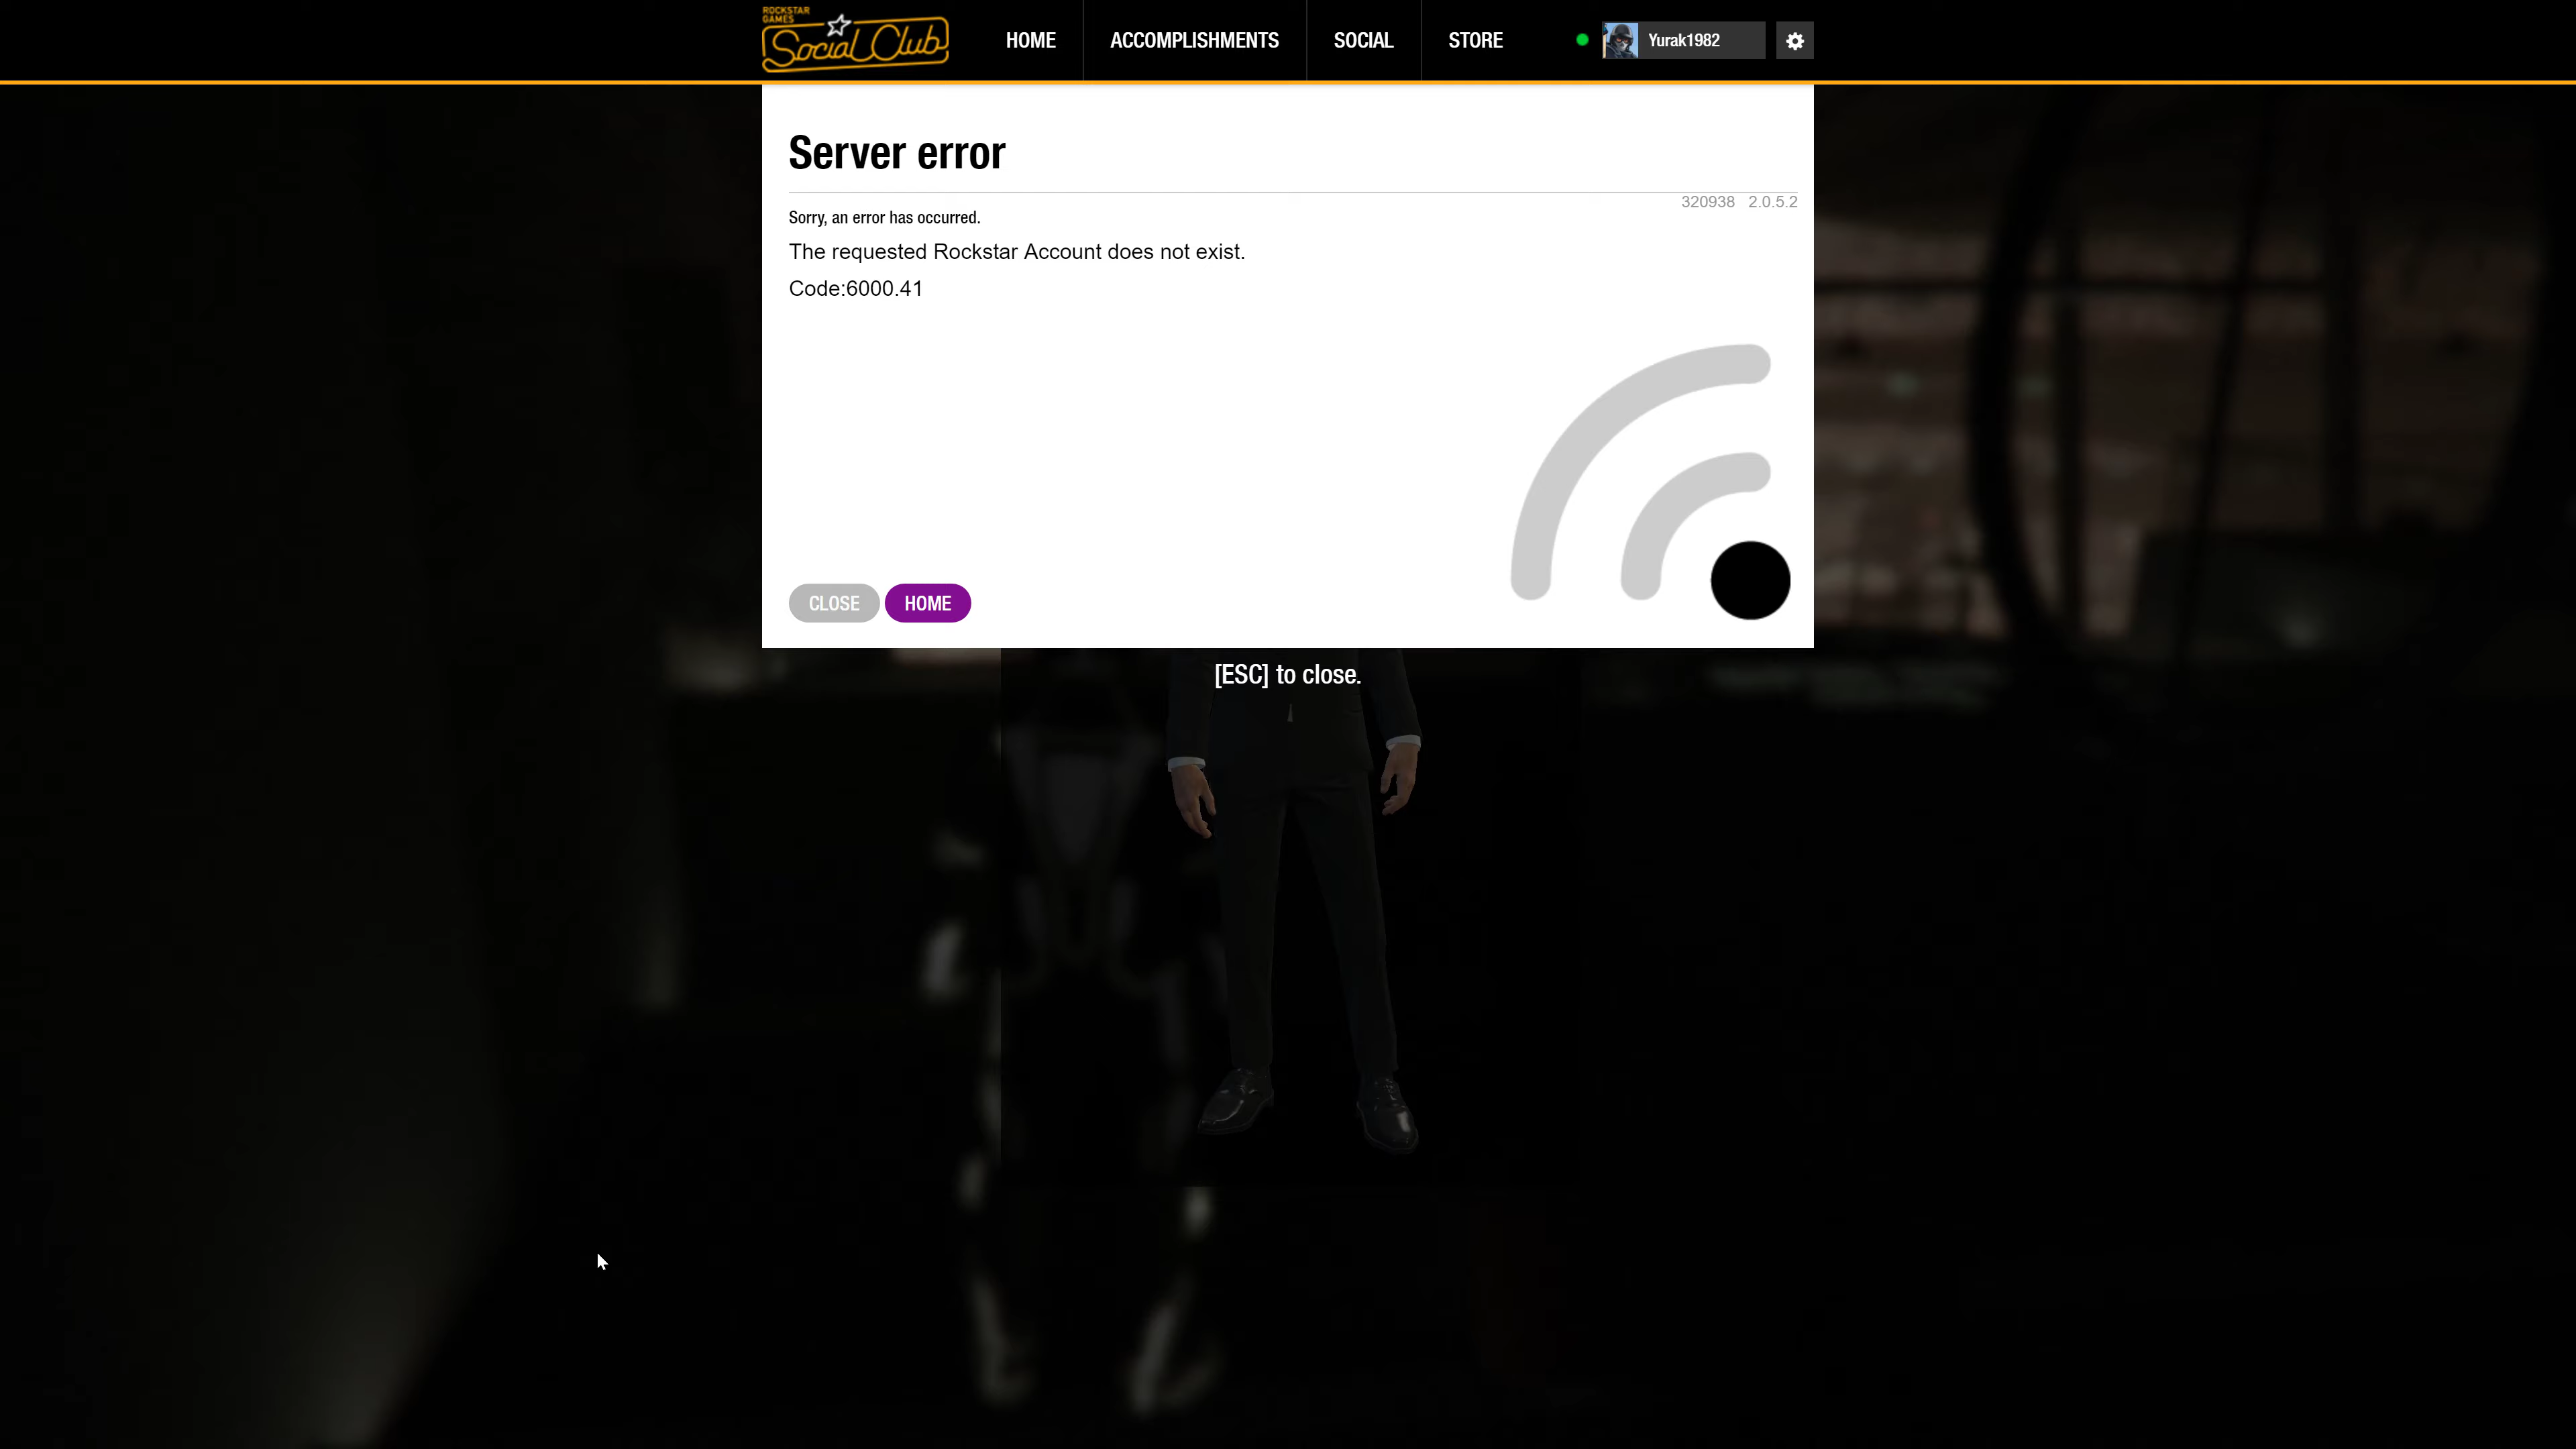 ROCKSTAR
GAMES
Social Club
HOME
ACCOMPLISHMENTS
SOCIAL
STORE
Yurak1982
Server error
320938 2.0.5.2
Sorry, an error has occurred.
The requested Rockstar Account does not exist.
Code:6000.41
CLOSE
HOME
[ESC] to close.